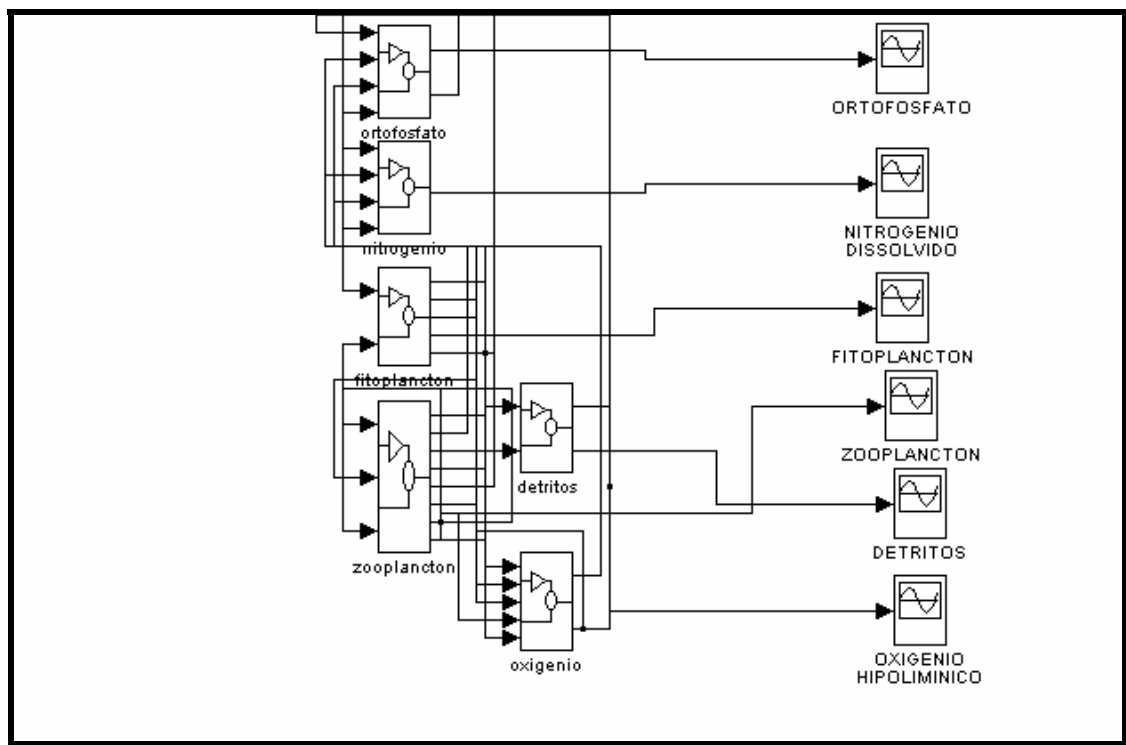 ORTOFOSFATO
ortofosfato
nitrogenio
NITROGENIO
DISSOLVIDO
fitoplancton
FITOPLANCTON
ZOOPLANCTON
detritos
zooplancton
DETRITOS
oxigenio
OXIGENIO
HIPOLIMINICO